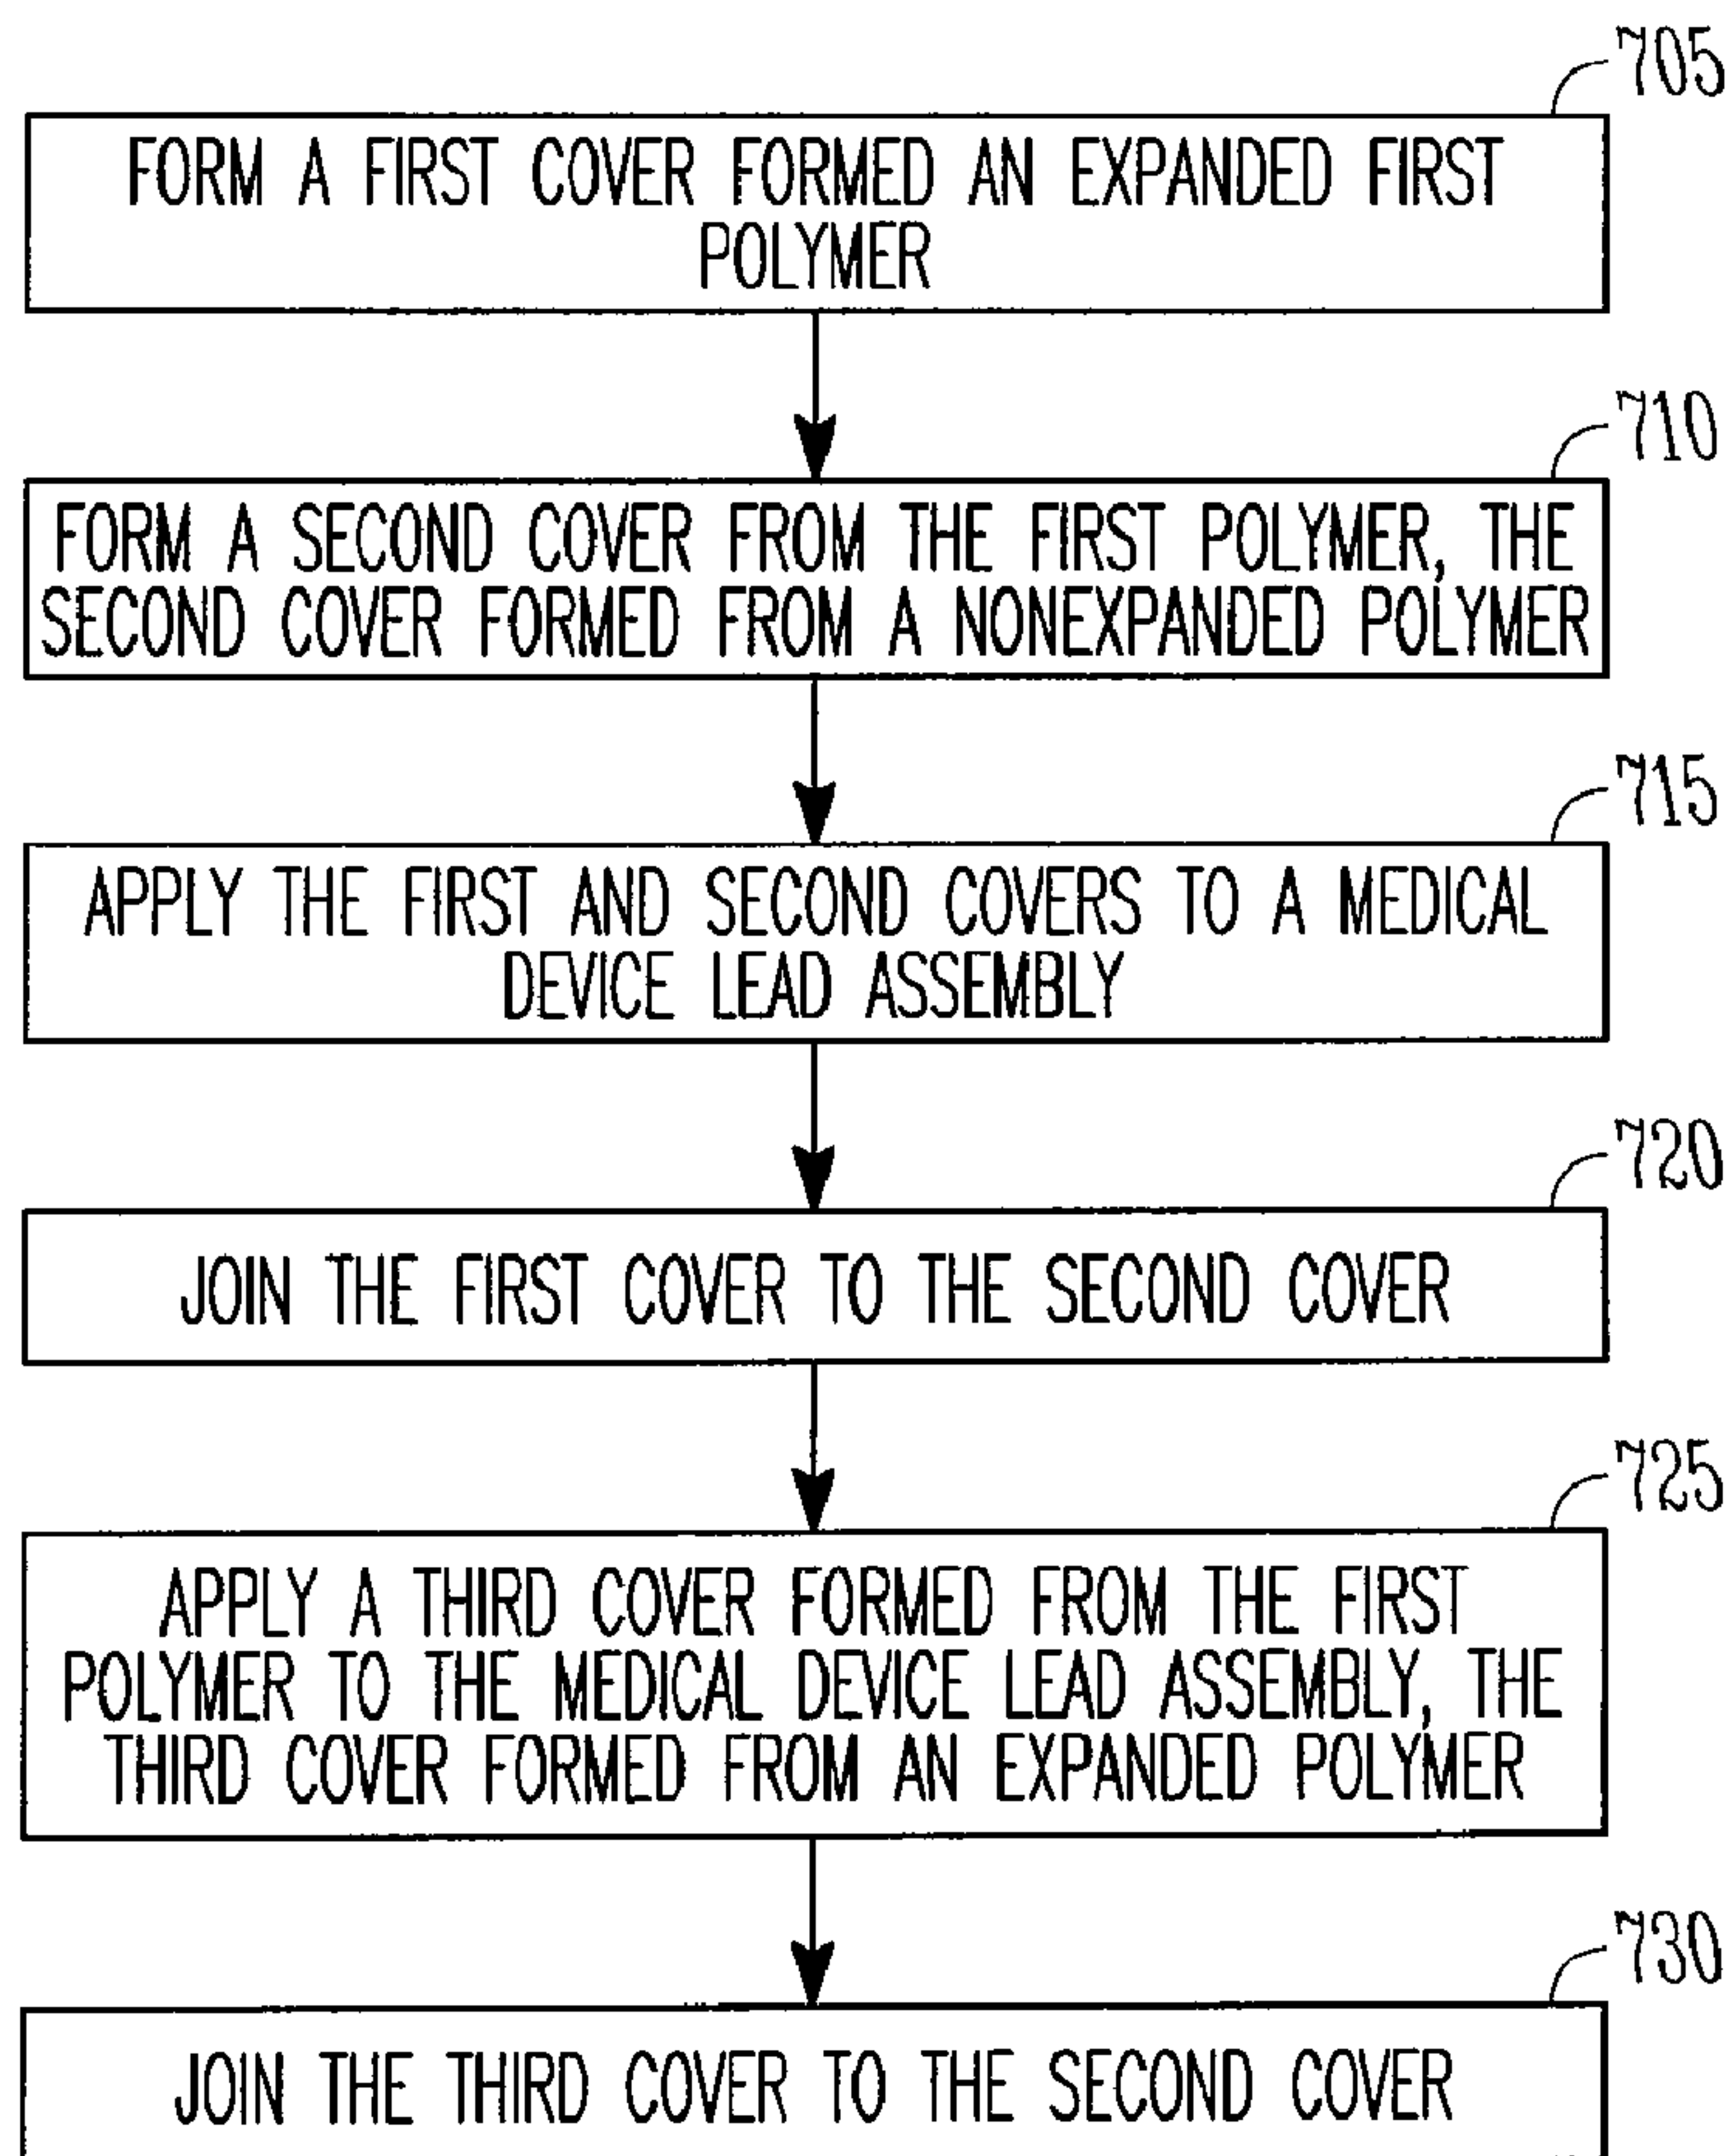 705
FORM A FIRST COVER FORMED AN EXPANDED FIRST
POLYMER
710
FORM A SECOND COVER FROM THE FIRST POLYMER, THE
SECOND COVER FORMED FROM A NONEXPANDED POLYMER
715
APPLY THE FIRST AND SECOND COVERS TO A MEDICAL
DEVICE LEAD ASSEMBLY
720
JOIN THE FIRST COVER TO THE SECOND COVER
725
APPLY A THIRD COVER FORMED FROM THE FIRST
POLYMER TO THE MEDICAL DEVICE LEAD ASSEMBLY, THE
THIRD COVER FORMED FROM AN EXPANDED POLYMER
730
JOIN THE THIRD COVER TO THE SECOND COVER